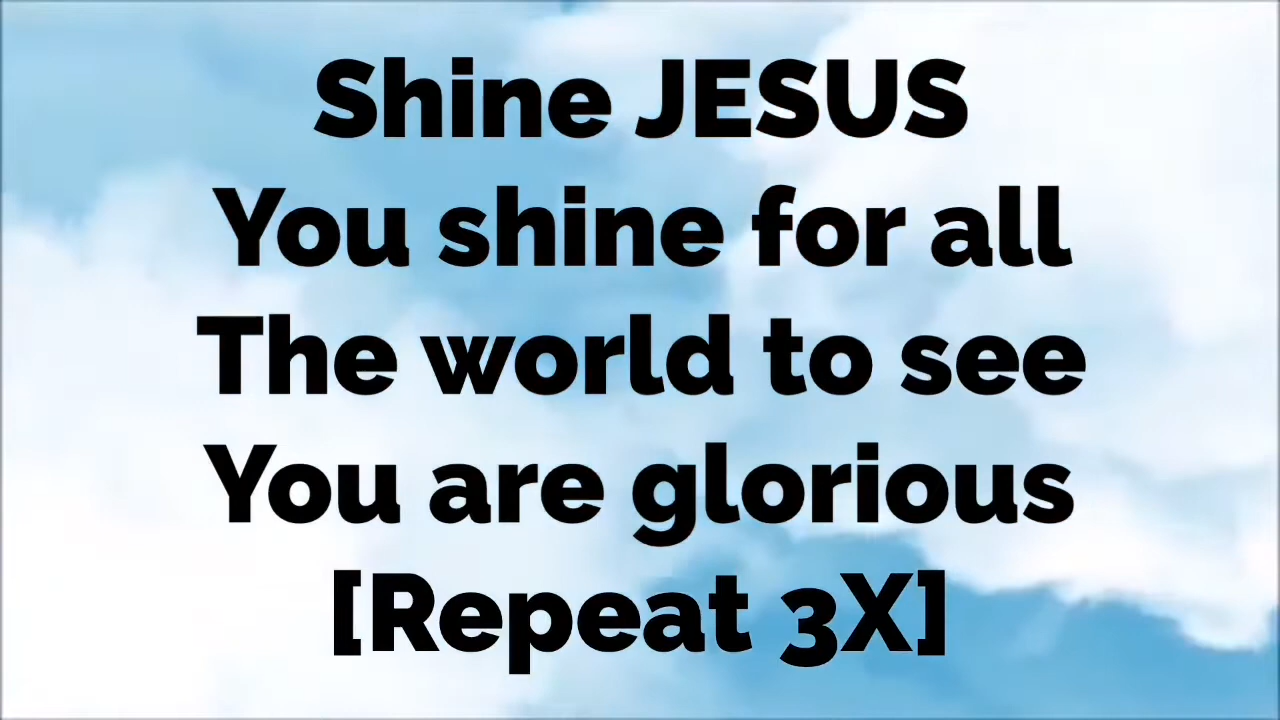 Shine JESUS
You shine for all
The world to see
You are glorious
[Repeat 3X]